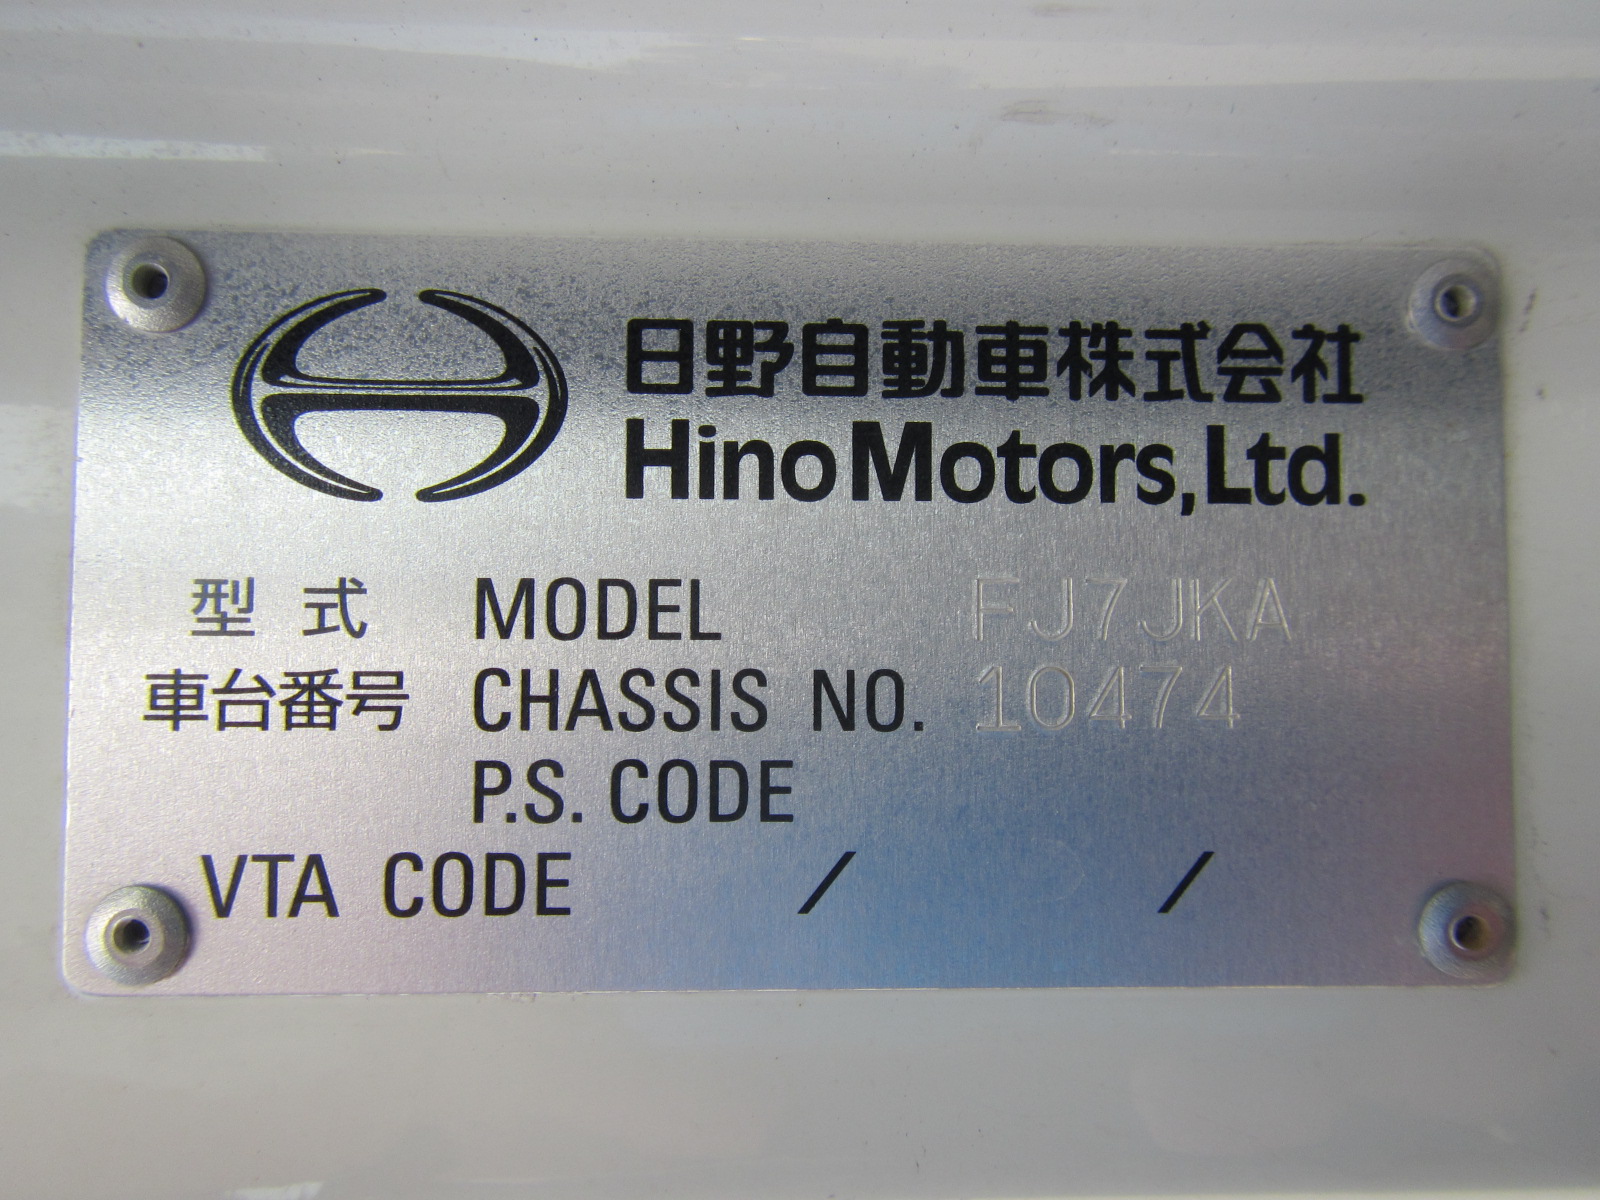 日野自動車株式会社
Hino Motors, Ltd.
型 式 MODEL FJ7JKA
車台番号 CHASSIS NO. 10474
P.S. CODE
VTA CODE / /